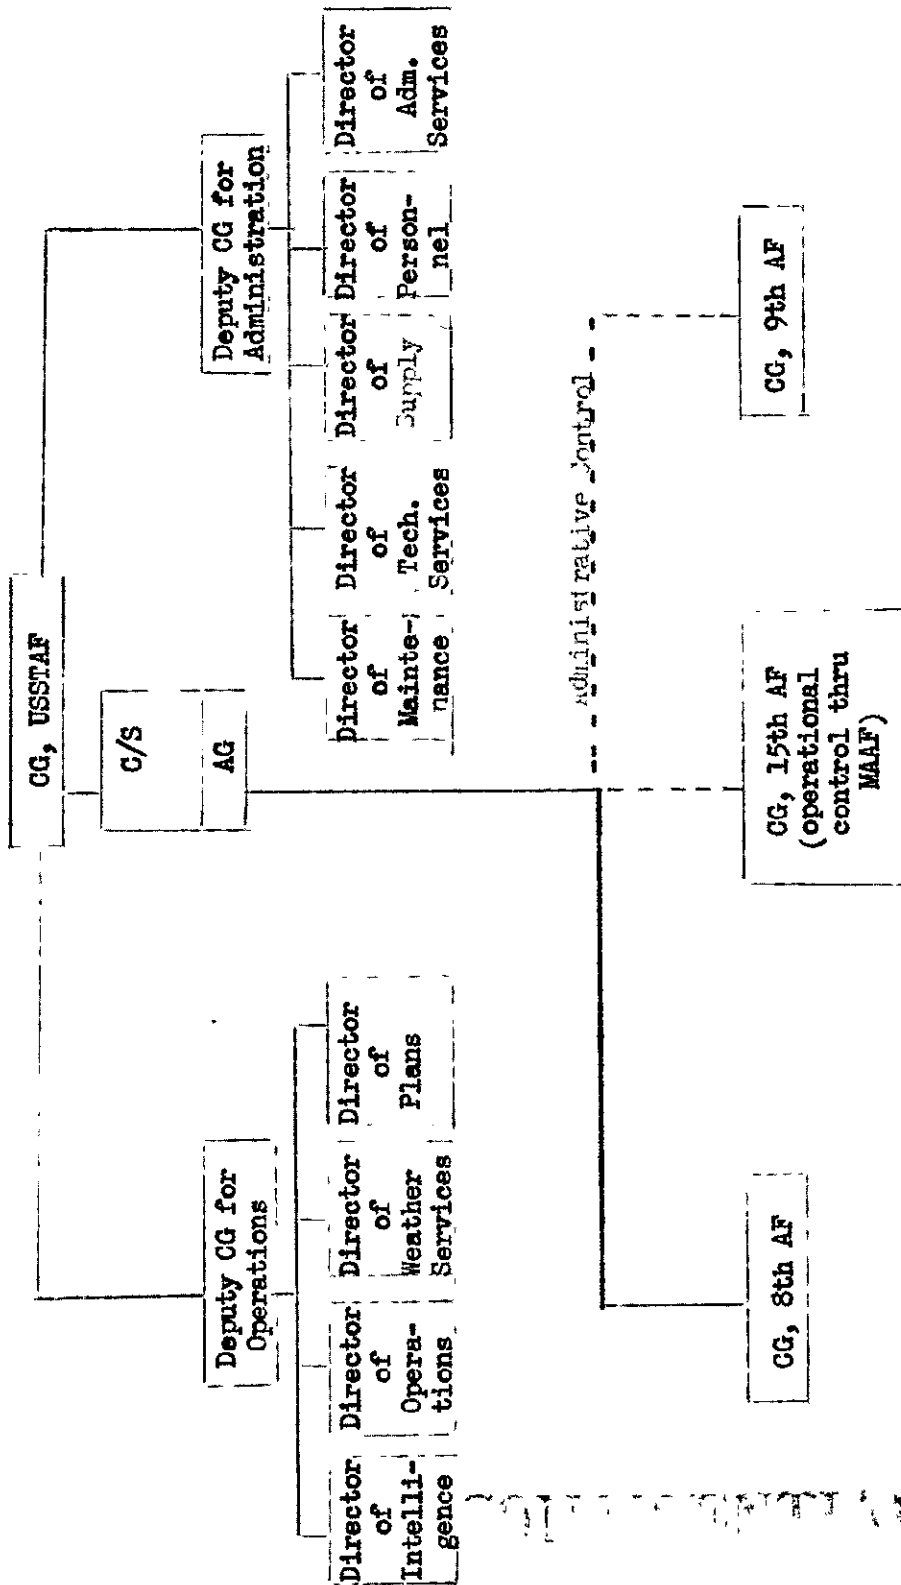 CG, USSTAF
C/S
AG
Deputy CG for
Operations
Deputy CG for
Administration
Director
of
Intelli-
gence
Director
of
Opera-
tions
Director
of
Weather
Services
Director
of
Plans
Director
of
Mainte-
nance
Director
of
Tech.
Services
Director
of
Supply
Director
of
Person-
nel
Director
of
Adm.
Services
Administrative Control
CG, 8th AF
CG, 15th AF
(operational
control thru
MAAF)
CG, 9th AF